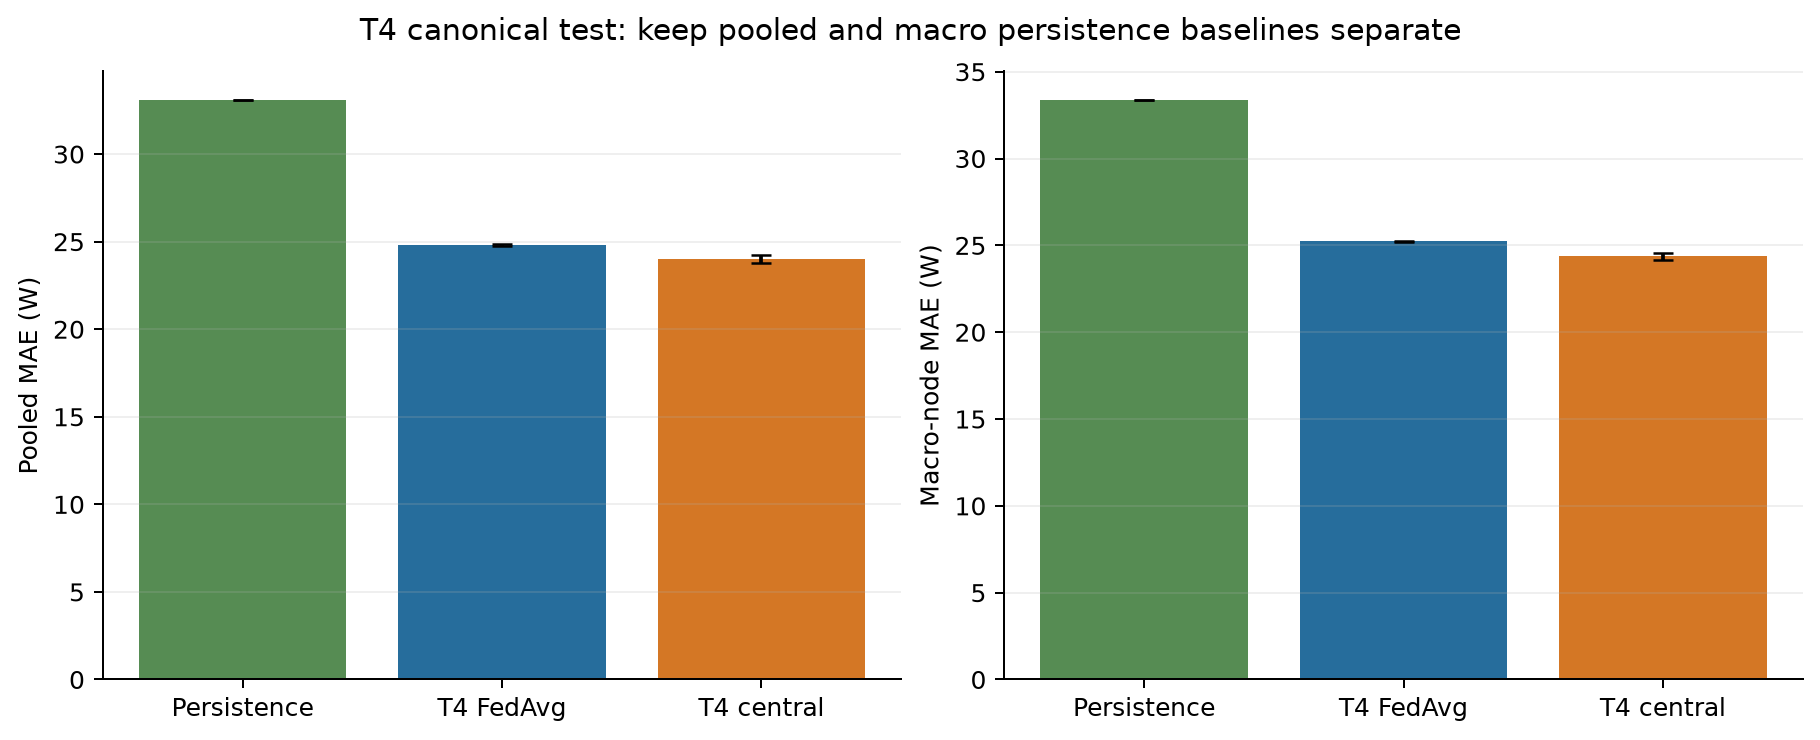 T4 canonical test: keep pooled and macro persistence baselines separate
Pooled MAE (W)
30
25
20
15
10
5
0
Persistence
T4 FedAvg
T4 central
Macro-node MAE (W)
35
30
25
20
15
10
5
0
Persistence
T4 FedAvg
T4 central